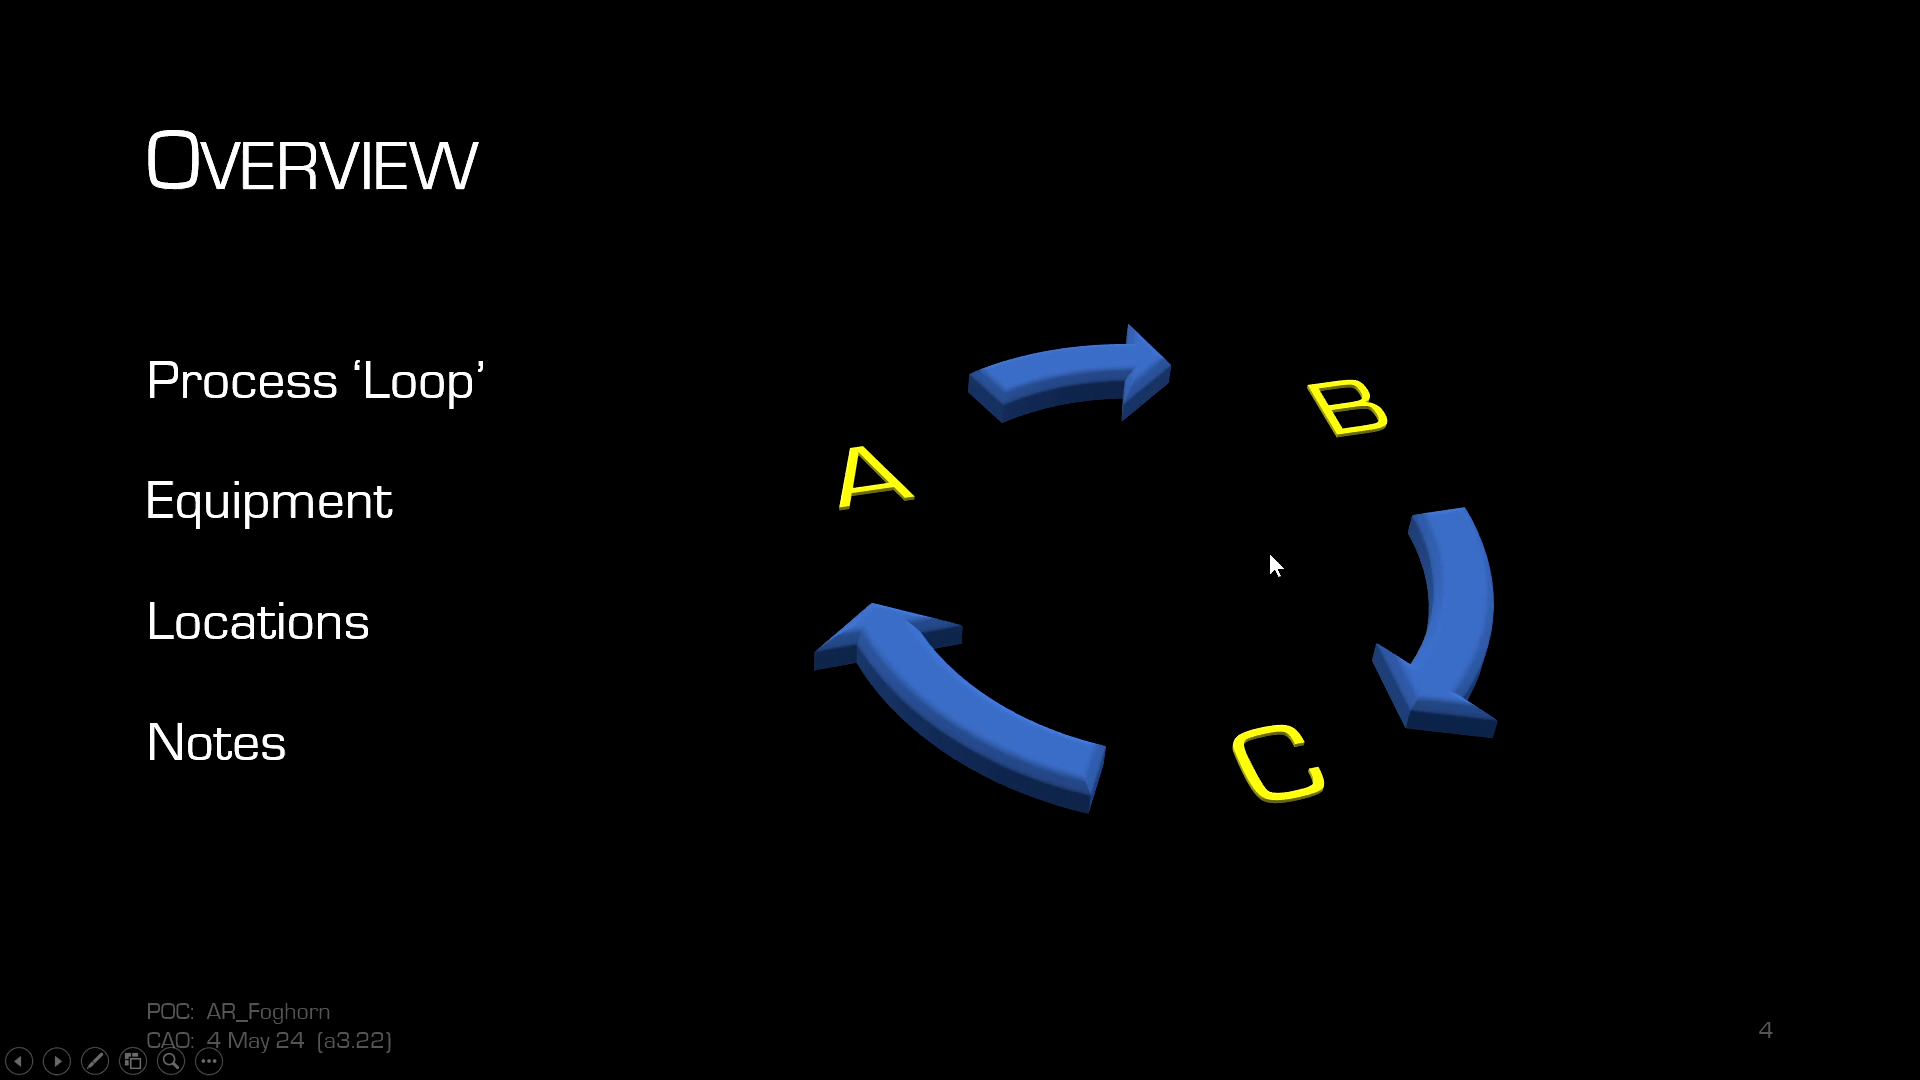 OVERVIEW
Process ‘Loop’
Equipment
Locations
Notes
A
B
C
POC:  AR_Foghorn
CAO:  4 May 24  (a3.22)
4